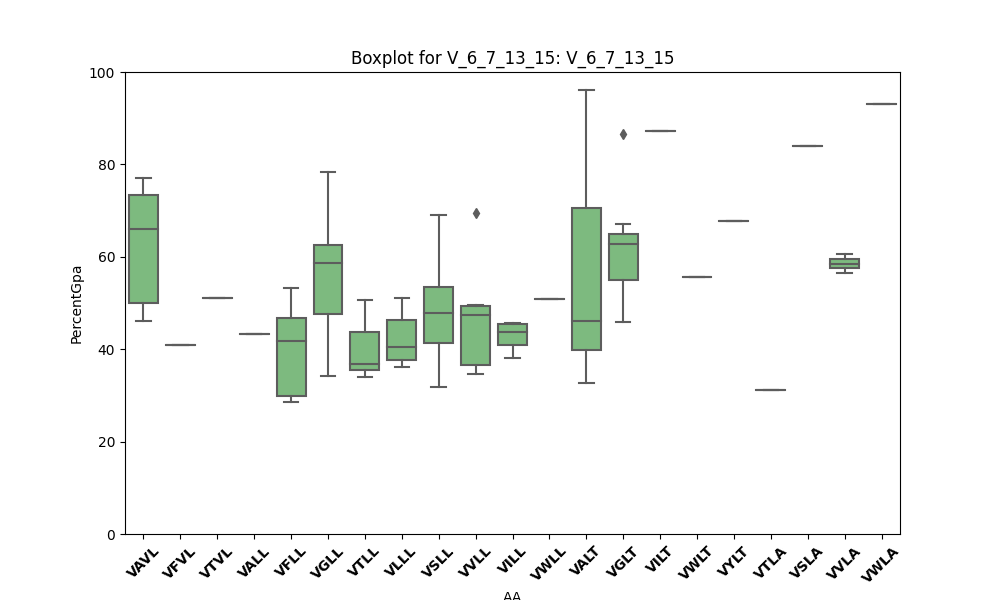 Boxplot for V_6_7_13_15: V_6_7_13_15
100
80
60
40
20
0
PercentGpa
VAVL VFVL VTVL VALL VFLL VGLL VTLL VLLL VSLL VVLL VILL VWLL VALT VGLT VILT VWLT VYLT VTLA VSLA VVLA VWLA
AA